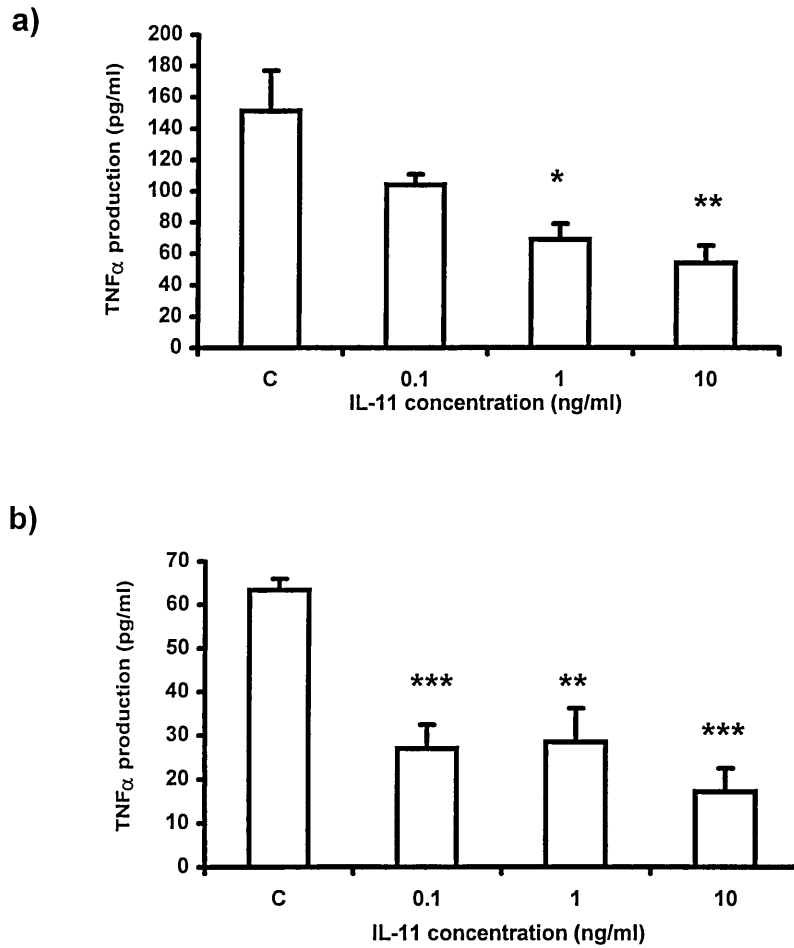 a)
TNFα production (pg/ml)
200
180
160
140
120
100
80
60
40
20
0
*
**
C 0.1 1 10
IL-11 concentration (ng/ml)
b)
TNFα production (pg/ml)
70
60
50
40
30
20
10
0
*** ** ***
C 0.1 1 10
IL-11 concentration (ng/ml)